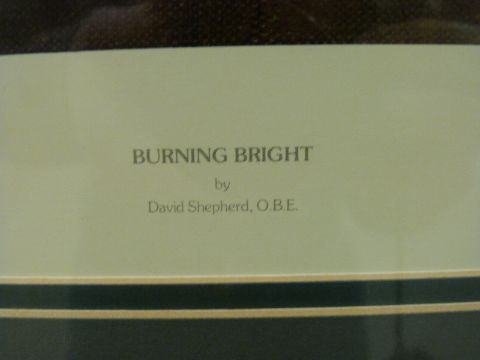 BURNING BRIGHT
by
David Shepherd, O.B.E.